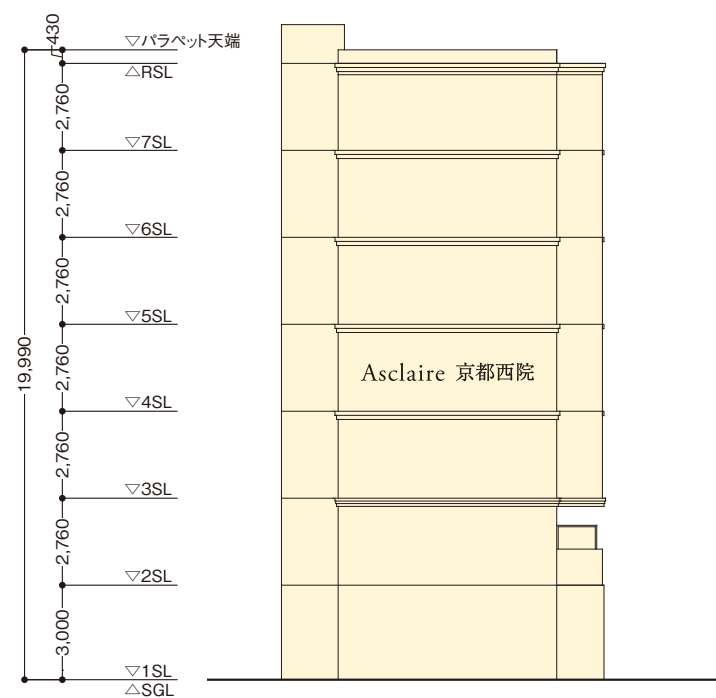 430
▽パラペット天端
△RSL
2,760
▽7SL
2,760
▽6SL
2,760
▽5SL
19,990
2,760
Asclaire 京都西院
▽4SL
2,760
▽3SL
2,760
▽2SL
3,000
▽1SL
△SGL